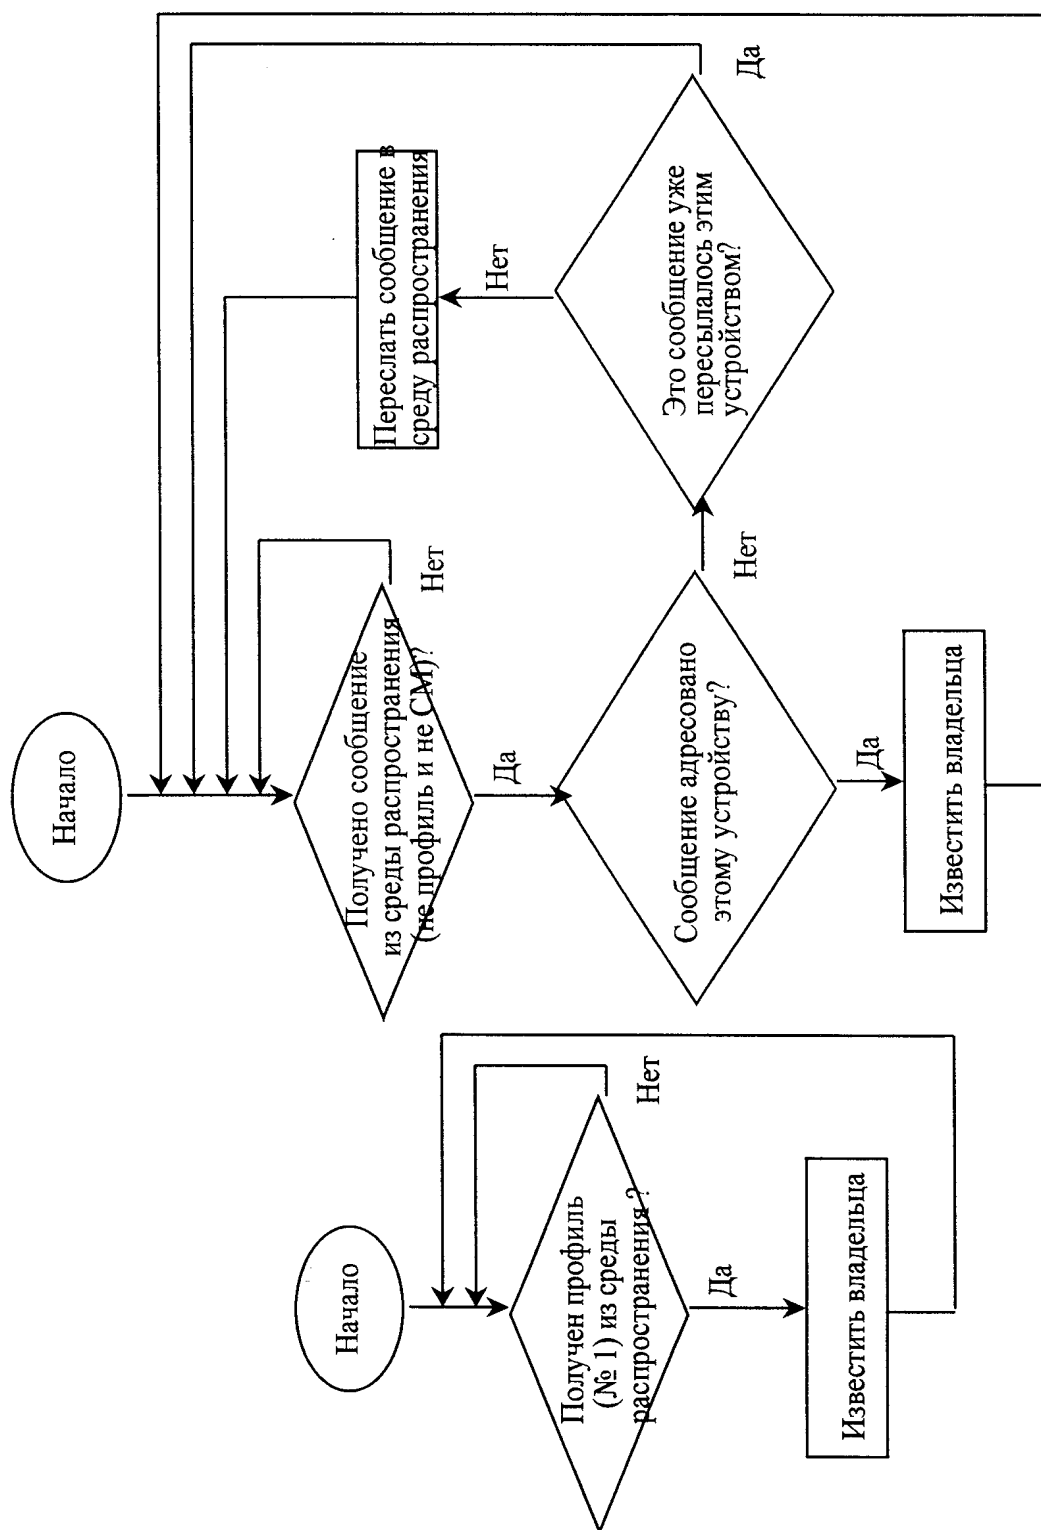 Начало
Получен профиль
(№ 1) из среды
распространения ?
Нет
Да
Известить владельца
Начало
Получено сообщение
из среды распространения
(не профиль и не СМ)?
Нет
Да
Сообщение адресовано
этому устройству?
Нет
Да
Известить владельца
Это сообщение уже
пересылалось этим
устройством?
Да
Нет
Переслать сообщение в
среду распространения